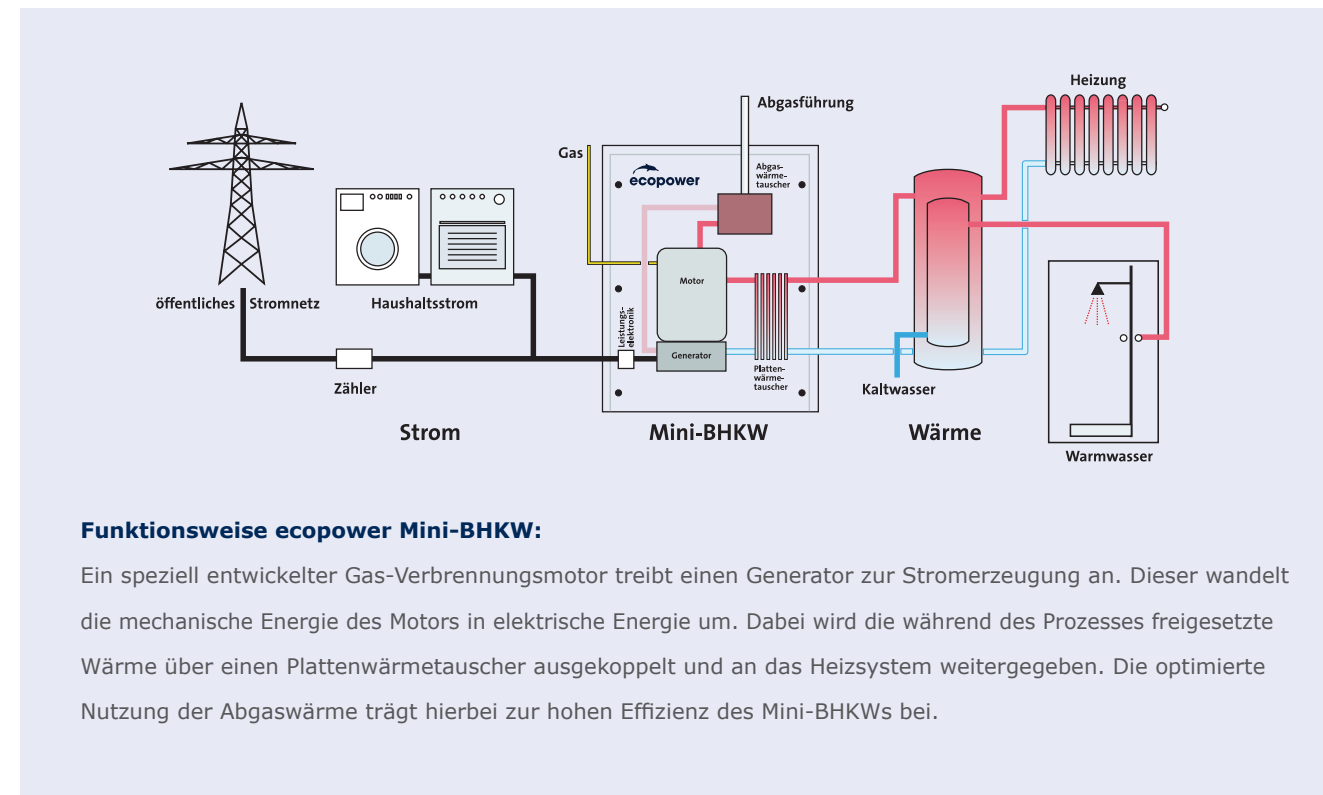 Heizung
Abgasführung
Gas
Abgas-
wärme-
tauscher
ecopower
Motor
öffentliches Stromnetz
Haushaltsstrom
Leistungs-
elektronik
Generator
Platten-
wärme-
tauscher
Zähler
Kaltwasser
Strom
Mini-BHKW
Wärme
Warmwasser
Funktionsweise ecopower Mini-BHKW:
Ein speziell entwickelter Gas-Verbrennungsmotor treibt einen Generator zur Stromerzeugung an. Dieser wandelt
die mechanische Energie des Motors in elektrische Energie um. Dabei wird die während des Prozesses freigesetzte
Wärme über einen Plattenwärmetauscher ausgekoppelt und an das Heizsystem weitergegeben. Die optimierte
Nutzung der Abgaswärme trägt hierbei zur hohen Effizienz des Mini-BHKWs bei.